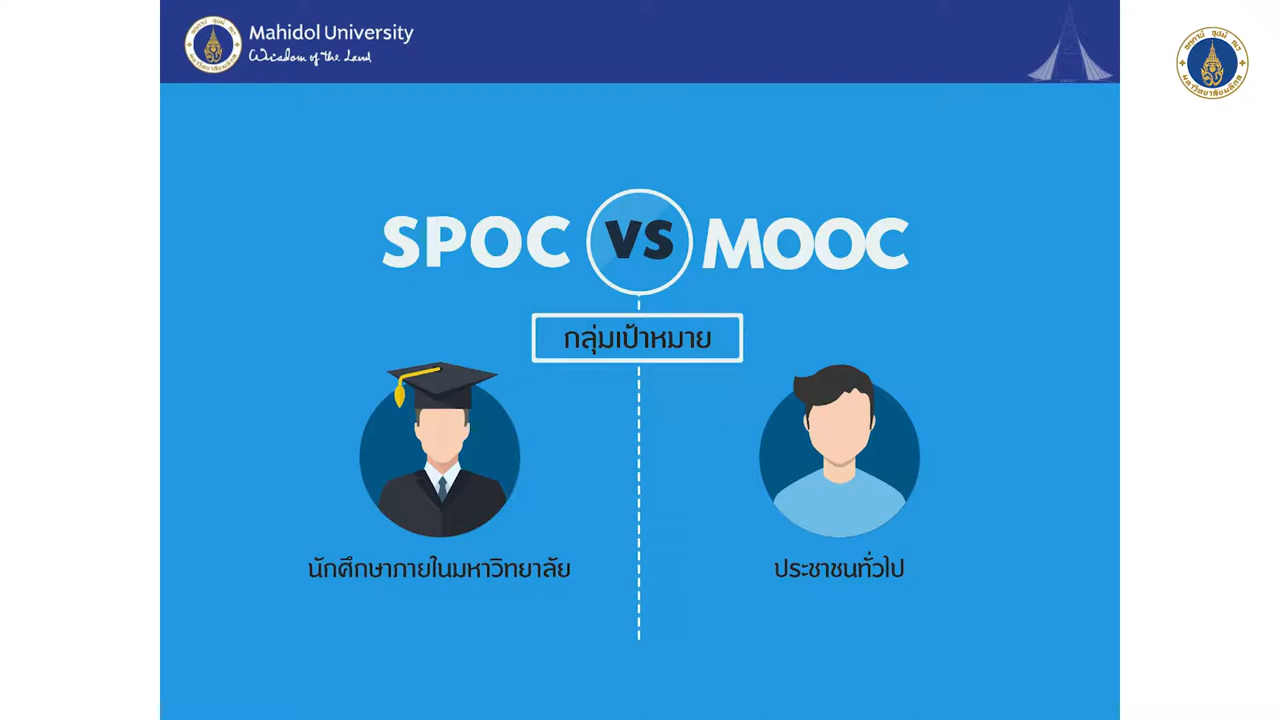 Mahidol University
Wisdom of the Land
SPOC VS MOOC
กลุ่มเป้าหมาย
นักศึกษาภายในมหาวิทยาลัย
ประชาชนทั่วไป